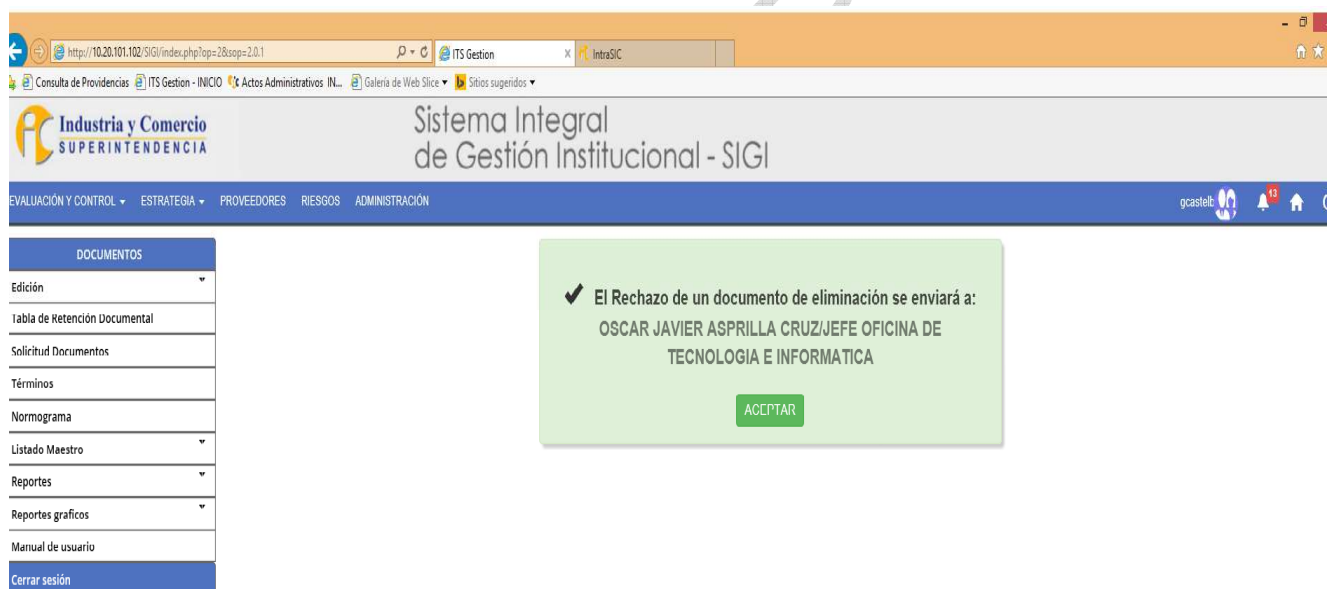 http://10.20.101.102/SIGI/index.php?op=2&sop=2.0.1
ITS Gestion
IntraSIC
Consulta de Providencias ITS Gestion - INICIO Actos Administrativos IN... Galería de Web Slice Sitios sugeridos
Industria y Comercio
SUPERINTENDENCIA
Sistema Integral
de Gestión Institucional - SIGI
EVALUACIÓN Y CONTROL ESTRATEGIA PROVEEDORES RIESGOS ADMINISTRACIÓN
gcastelb
13
DOCUMENTOS
Edición
Tabla de Retención Documental
Solicitud Documentos
Términos
Normograma
Listado Maestro
Reportes
Reportes graficos
Manual de usuario
Cerrar sesión
El Rechazo de un documento de eliminación se enviará a:
OSCAR JAVIER ASPRILLA CRUZ/JEFE OFICINA DE
TECNOLOGIA E INFORMATICA
ACEPTAR